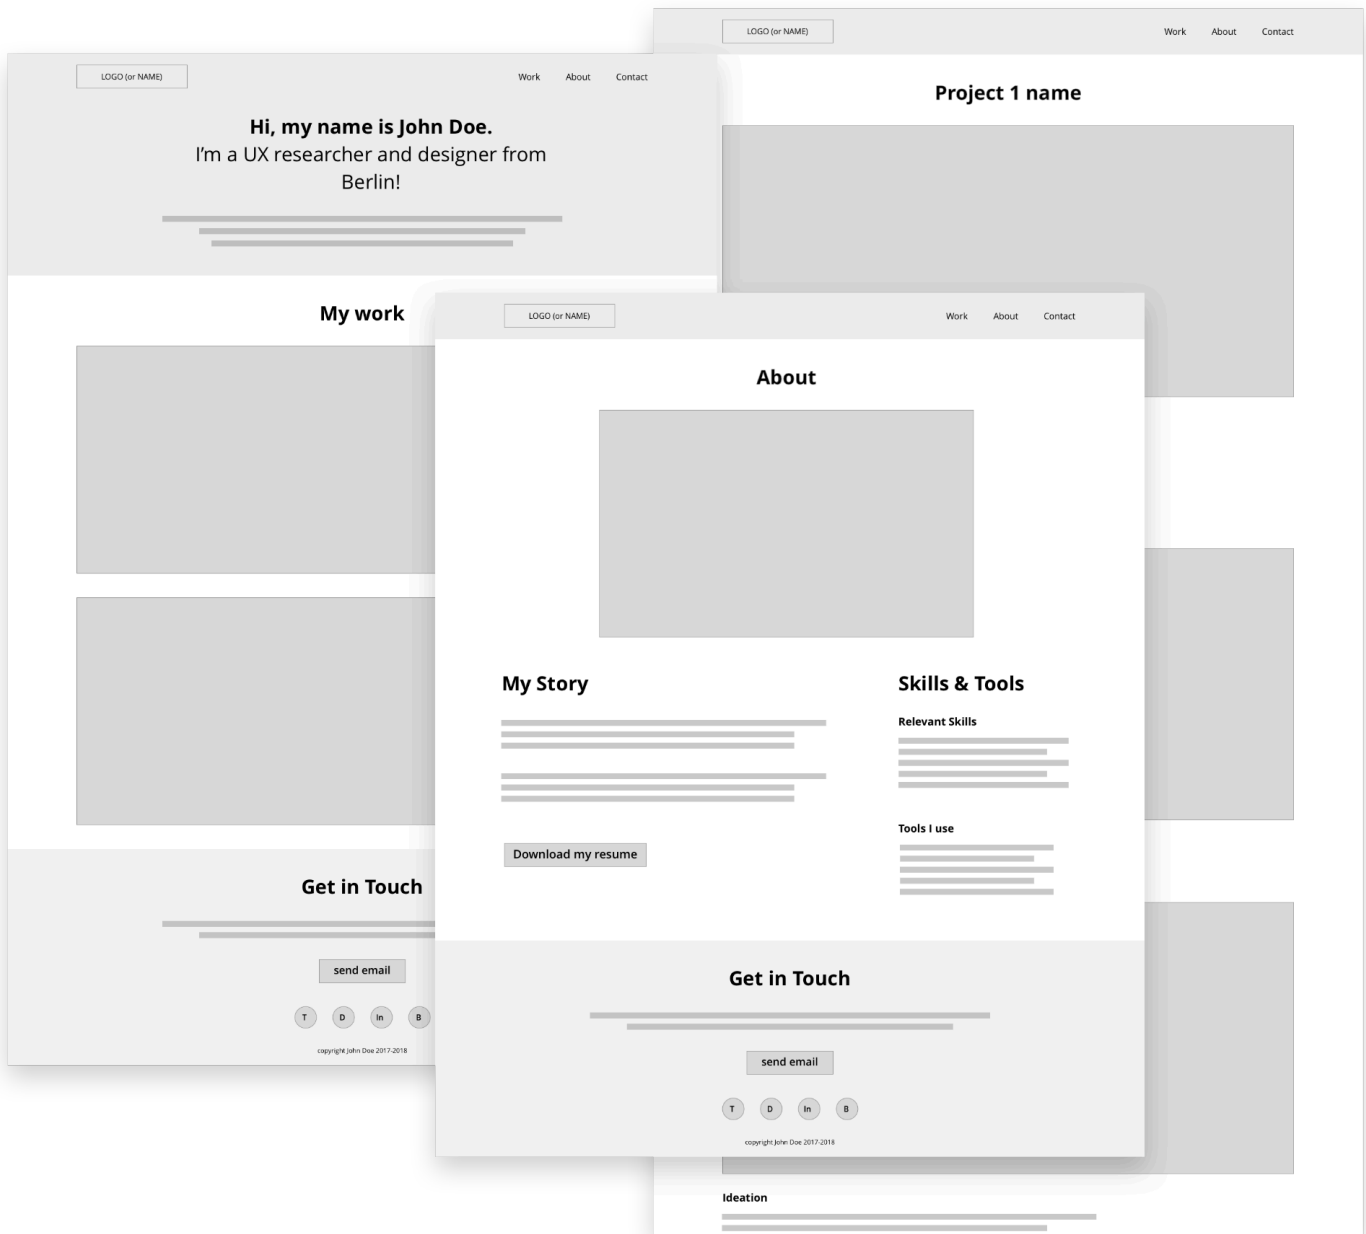 LOGO (or NAME)
Work About Contact
Hi, my name is John Doe.
I'm a UX researcher and designer from
Berlin!
My work
Get in Touch
send email
T D In B
copyright John Doe 2017-2018
LOGO (or NAME)
Work About Contact
About
My Story
Download my resume
Skills & Tools
Relevant Skills
Tools I use
Get in Touch
send email
T D In B
copyright John Doe 2017-2018
LOGO (or NAME)
Work About Contact
Project 1 name
Ideation